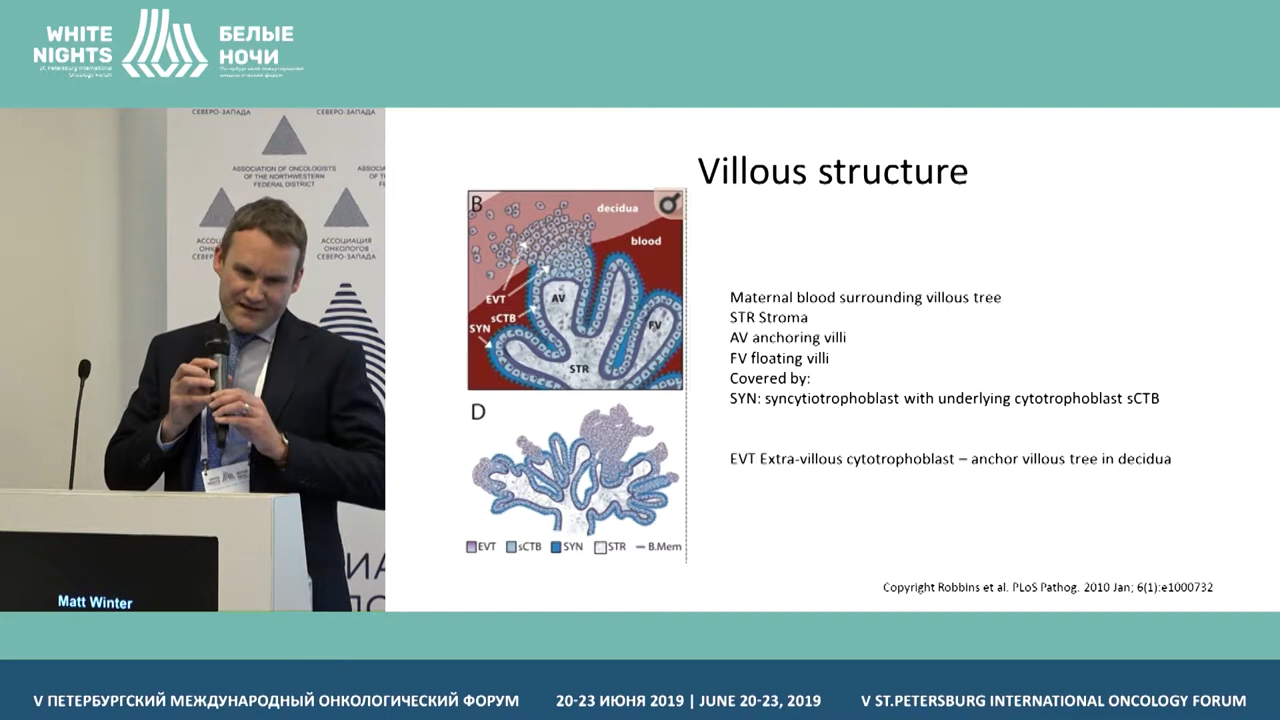 WHITE
NIGHTS
St. Petersburg International
Oncology Forum
БЕЛЫЕ
НОЧИ
СЕВЕРО-ЗАПАДА
СЕВЕРО-ЗАПАДА
ASSOCIATION OF ONCOLOGISTS
OF THE NORTHWESTERN
FEDERAL DISTRICT
АССОЦИАЦИЯ
ОНКОЛОГОВ
СЕВЕРО-ЗАПАДА
Matt Winter
Villous structure
B
decidua
blood
EVT
AV
sCTB
SYN
FV
STR
D
EVT sCTB SYN STR B.Mem
Maternal blood surrounding villous tree
STR Stroma
AV anchoring villi
FV floating villi
Covered by:
SYN: syncytiotrophoblast with underlying cytotrophoblast sCTB
EVT Extra-villous cytotrophoblast – anchor villous tree in decidua
Copyright Robbins et al. PLoS Pathog. 2010 Jan; 6(1):e1000732
V ПЕТЕРБУРГСКИЙ МЕЖДУНАРОДНЫЙ ОНКОЛОГИЧЕСКИЙ ФОРУМ 20-23 ИЮНЯ 2019 | JUNE 20-23, 2019 V ST.PETERSBURG INTERNATIONAL ONCOLOGY FORUM